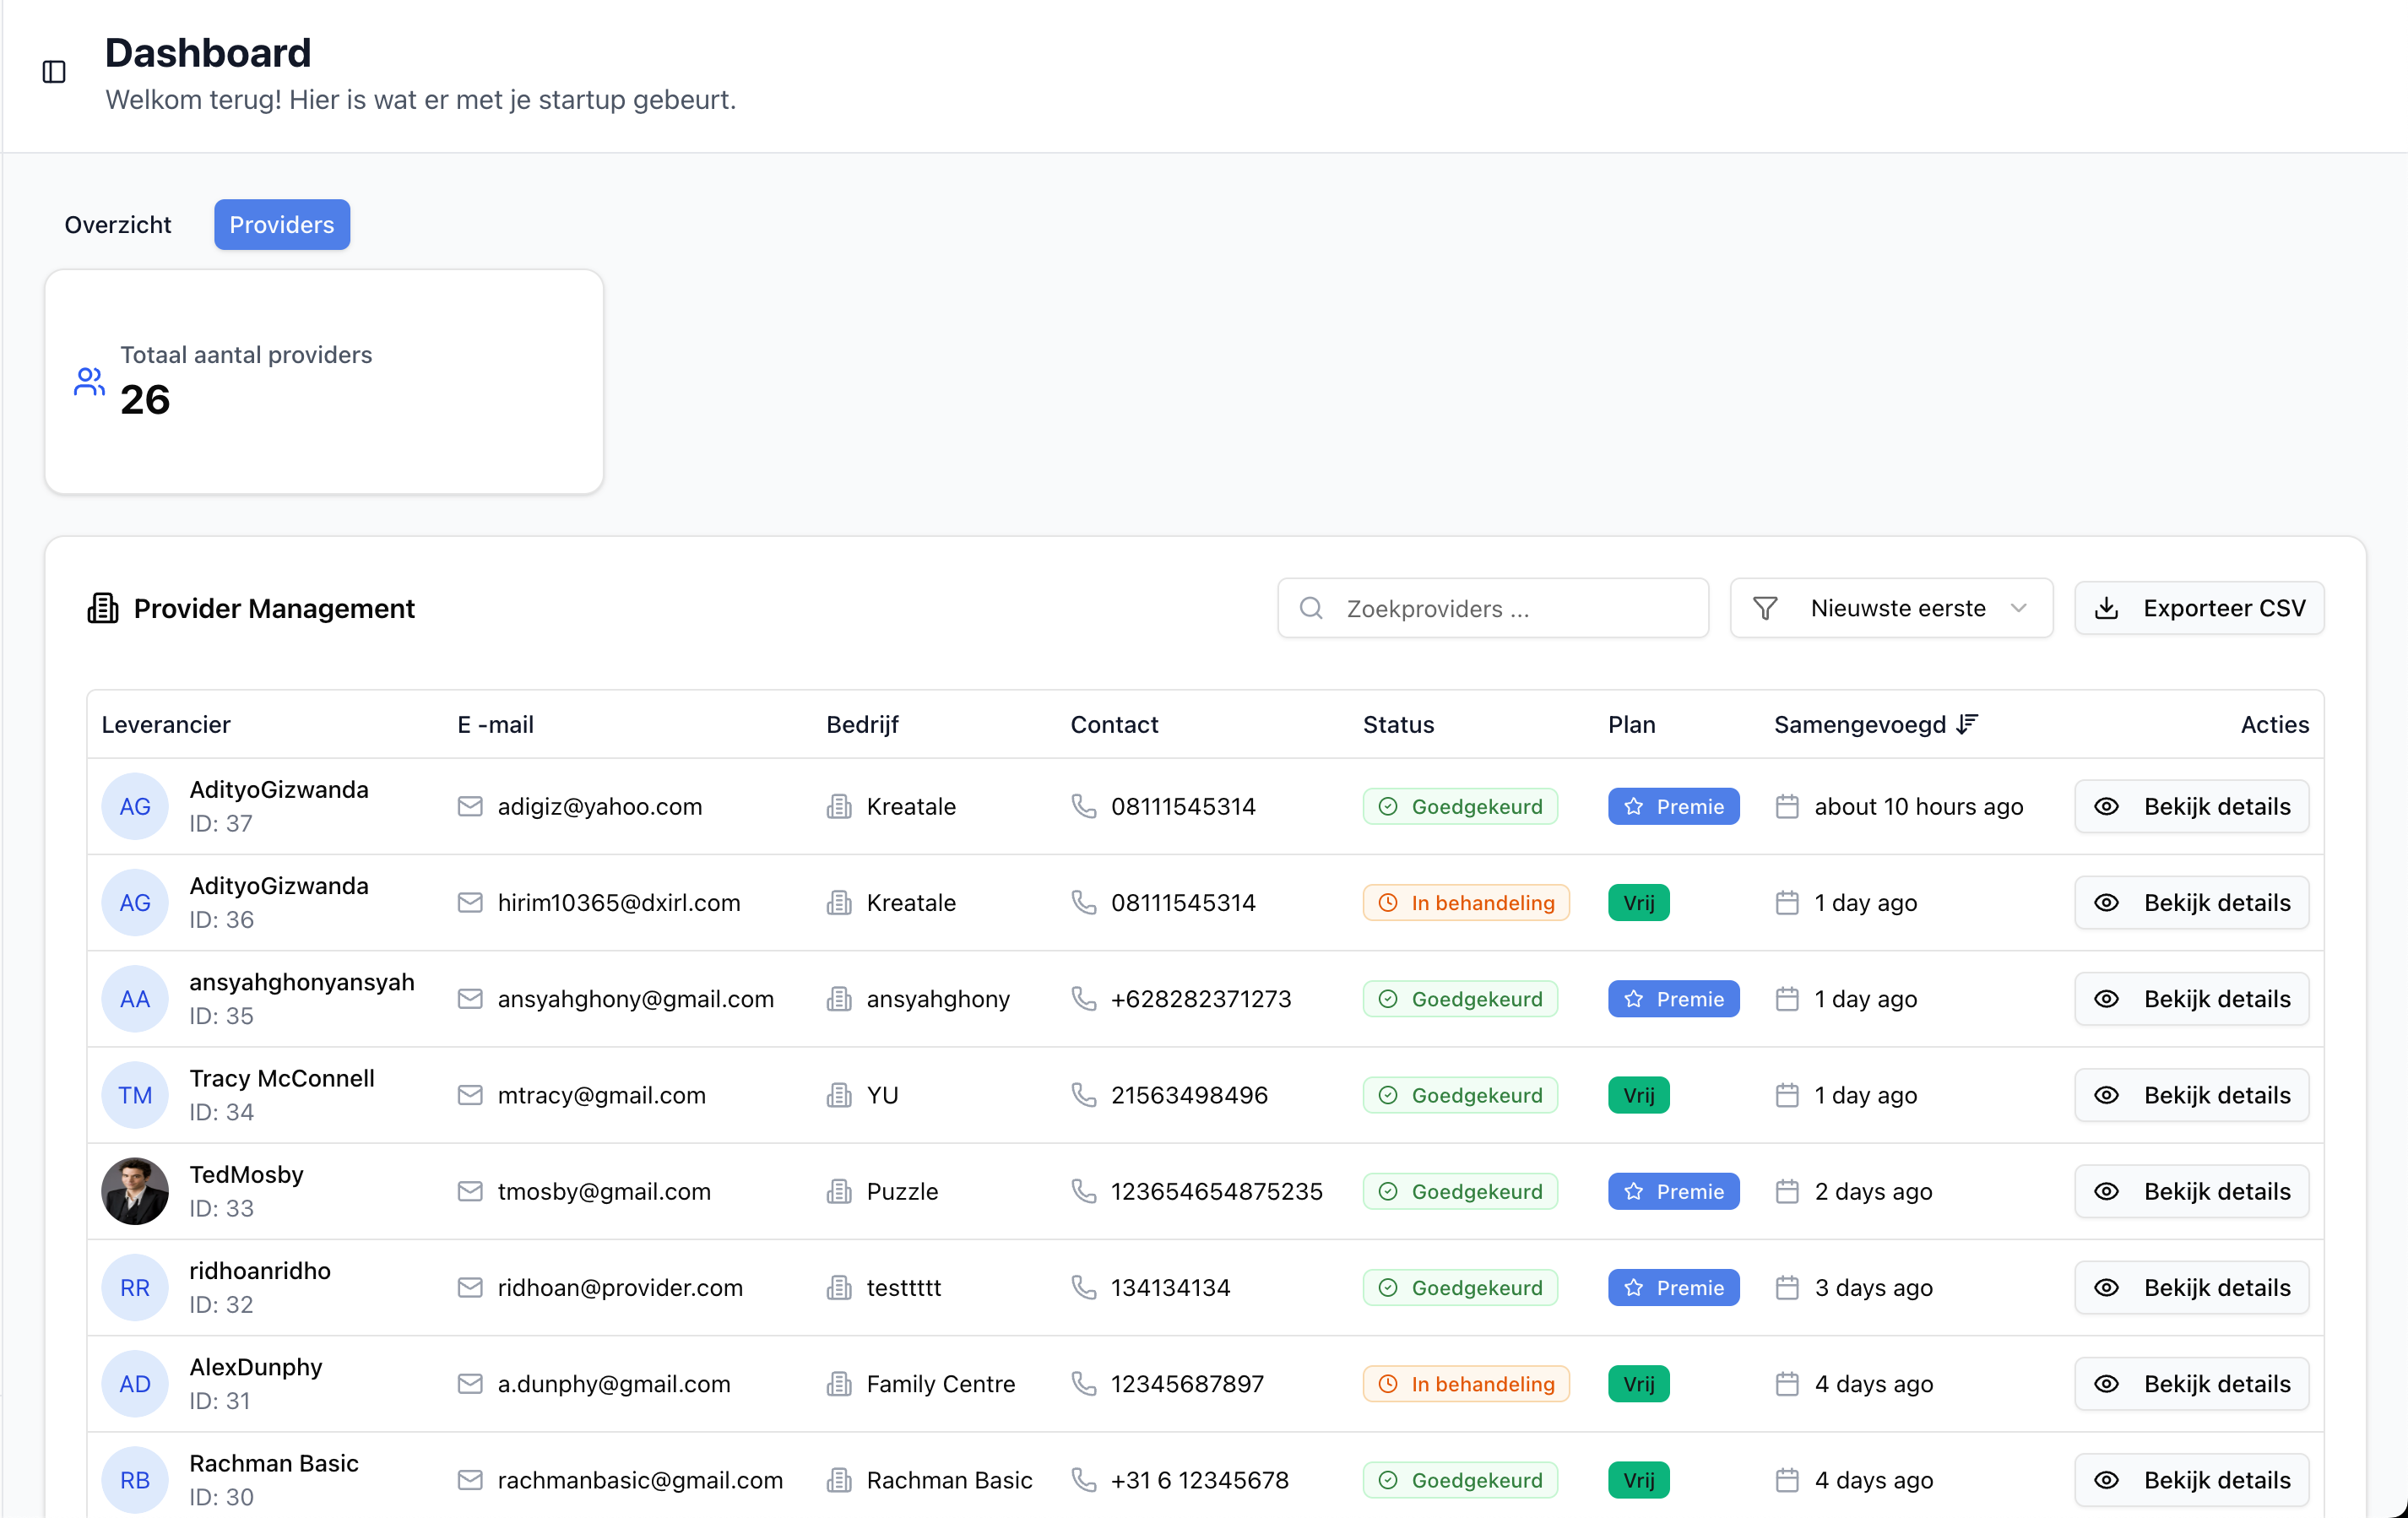 Dashboard
Welkom terug! Hier is wat er met je startup gebeurt.
Overzicht Providers
Totaal aantal providers
26
Provider Management Zoekproviders ... Nieuwste eerste Exporteer CSV
Leverancier E -mail Bedrijf Contact Status Plan Samengevoegd Acties
AG AdityoGizwanda ID: 37 adigiz@yahoo.com Kreatale 08111545314 Goedgekeurd Premie about 10 hours ago Bekijk details
AG AdityoGizwanda ID: 36 hirim10365@dxirl.com Kreatale 08111545314 In behandeling Vrij 1 day ago Bekijk details
AA ansyahghonyansyah ID: 35 ansyahghony@gmail.com ansyahghony +628282371273 Goedgekeurd Premie 1 day ago Bekijk details
TM Tracy McConnell ID: 34 mtracy@gmail.com YU 21563498496 Goedgekeurd Vrij 1 day ago Bekijk details
TedMosby ID: 33 tmosby@gmail.com Puzzle 123654654875235 Goedgekeurd Premie 2 days ago Bekijk details
RR ridhoanridho ID: 32 ridhoan@provider.com testtttt 134134134 Goedgekeurd Premie 3 days ago Bekijk details
AD AlexDunphy ID: 31 a.dunphy@gmail.com Family Centre 12345687897 In behandeling Vrij 4 days ago Bekijk details
RB Rachman Basic ID: 30 rachmanbasic@gmail.com Rachman Basic +31 6 12345678 Goedgekeurd Vrij 4 days ago Bekijk details